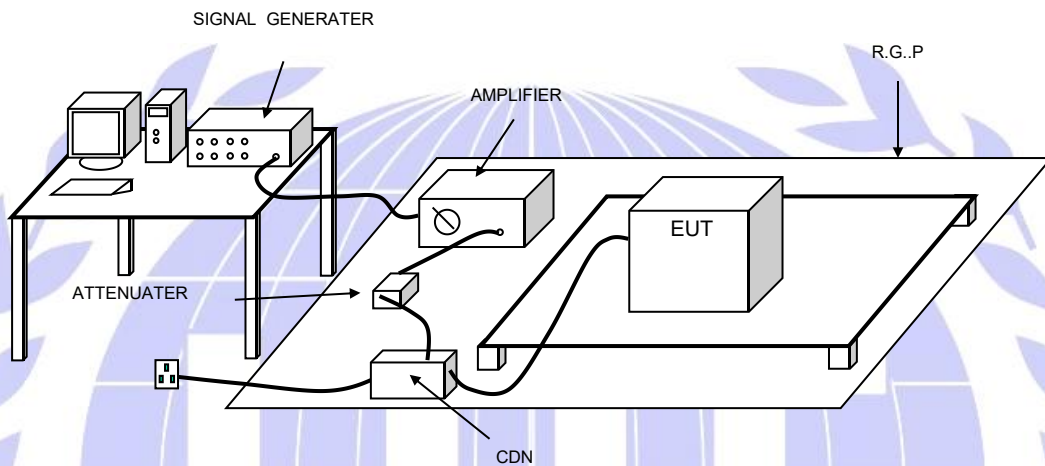 SIGNAL GENERATER
R.G..P
AMPLIFIER
EUT
ATTENUATER
CDN